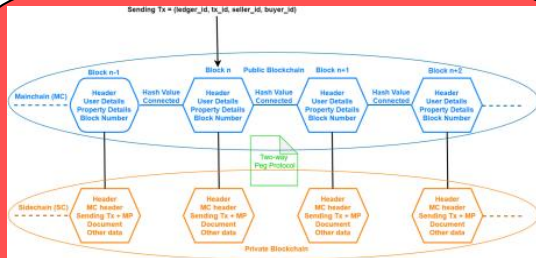 Sending Tx = (ledger_id, tx_id, seller_id, buyer_id)
Block n-1
Block n
Public Blockchain
Block n+1
Block n+2
Mainchain (MC)
Header
User Details
Property Details
Block Number
Hash Value
Connected
Header
User Details
Property Details
Block Number
Hash Value
Connected
Header
User Details
Property Details
Block Number
Hash Value
Connected
Header
User Details
Property Details
Block Number
Two-way
Peg Protocol
Sidechain (SC)
Header
MC header
Sending Tx + MP
Document
Other data
Header
MC header
Sending Tx + MP
Document
Other data
Header
MC header
Sending Tx + MP
Document
Other data
Header
MC header
Sending Tx + MP
Document
Other data
Private Blockchain